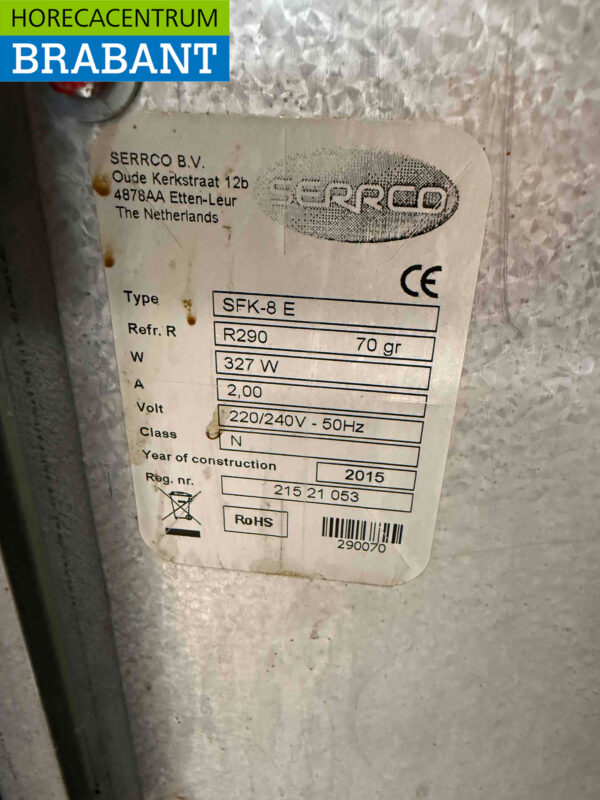 HORECACENTRUM
BRABANT
SERRCO B.V.
Oude Kerkstraat 12b
4878AA Etten-Leur
The Netherlands
SERRCO
CE
Type SFK-8 E
Refr. R R290 70 gr
W 327 W
A 2,00
Volt 220/240V - 50Hz
Class N
Year of construction 2015
Reg. nr. 215 21 053
RoHS
290070